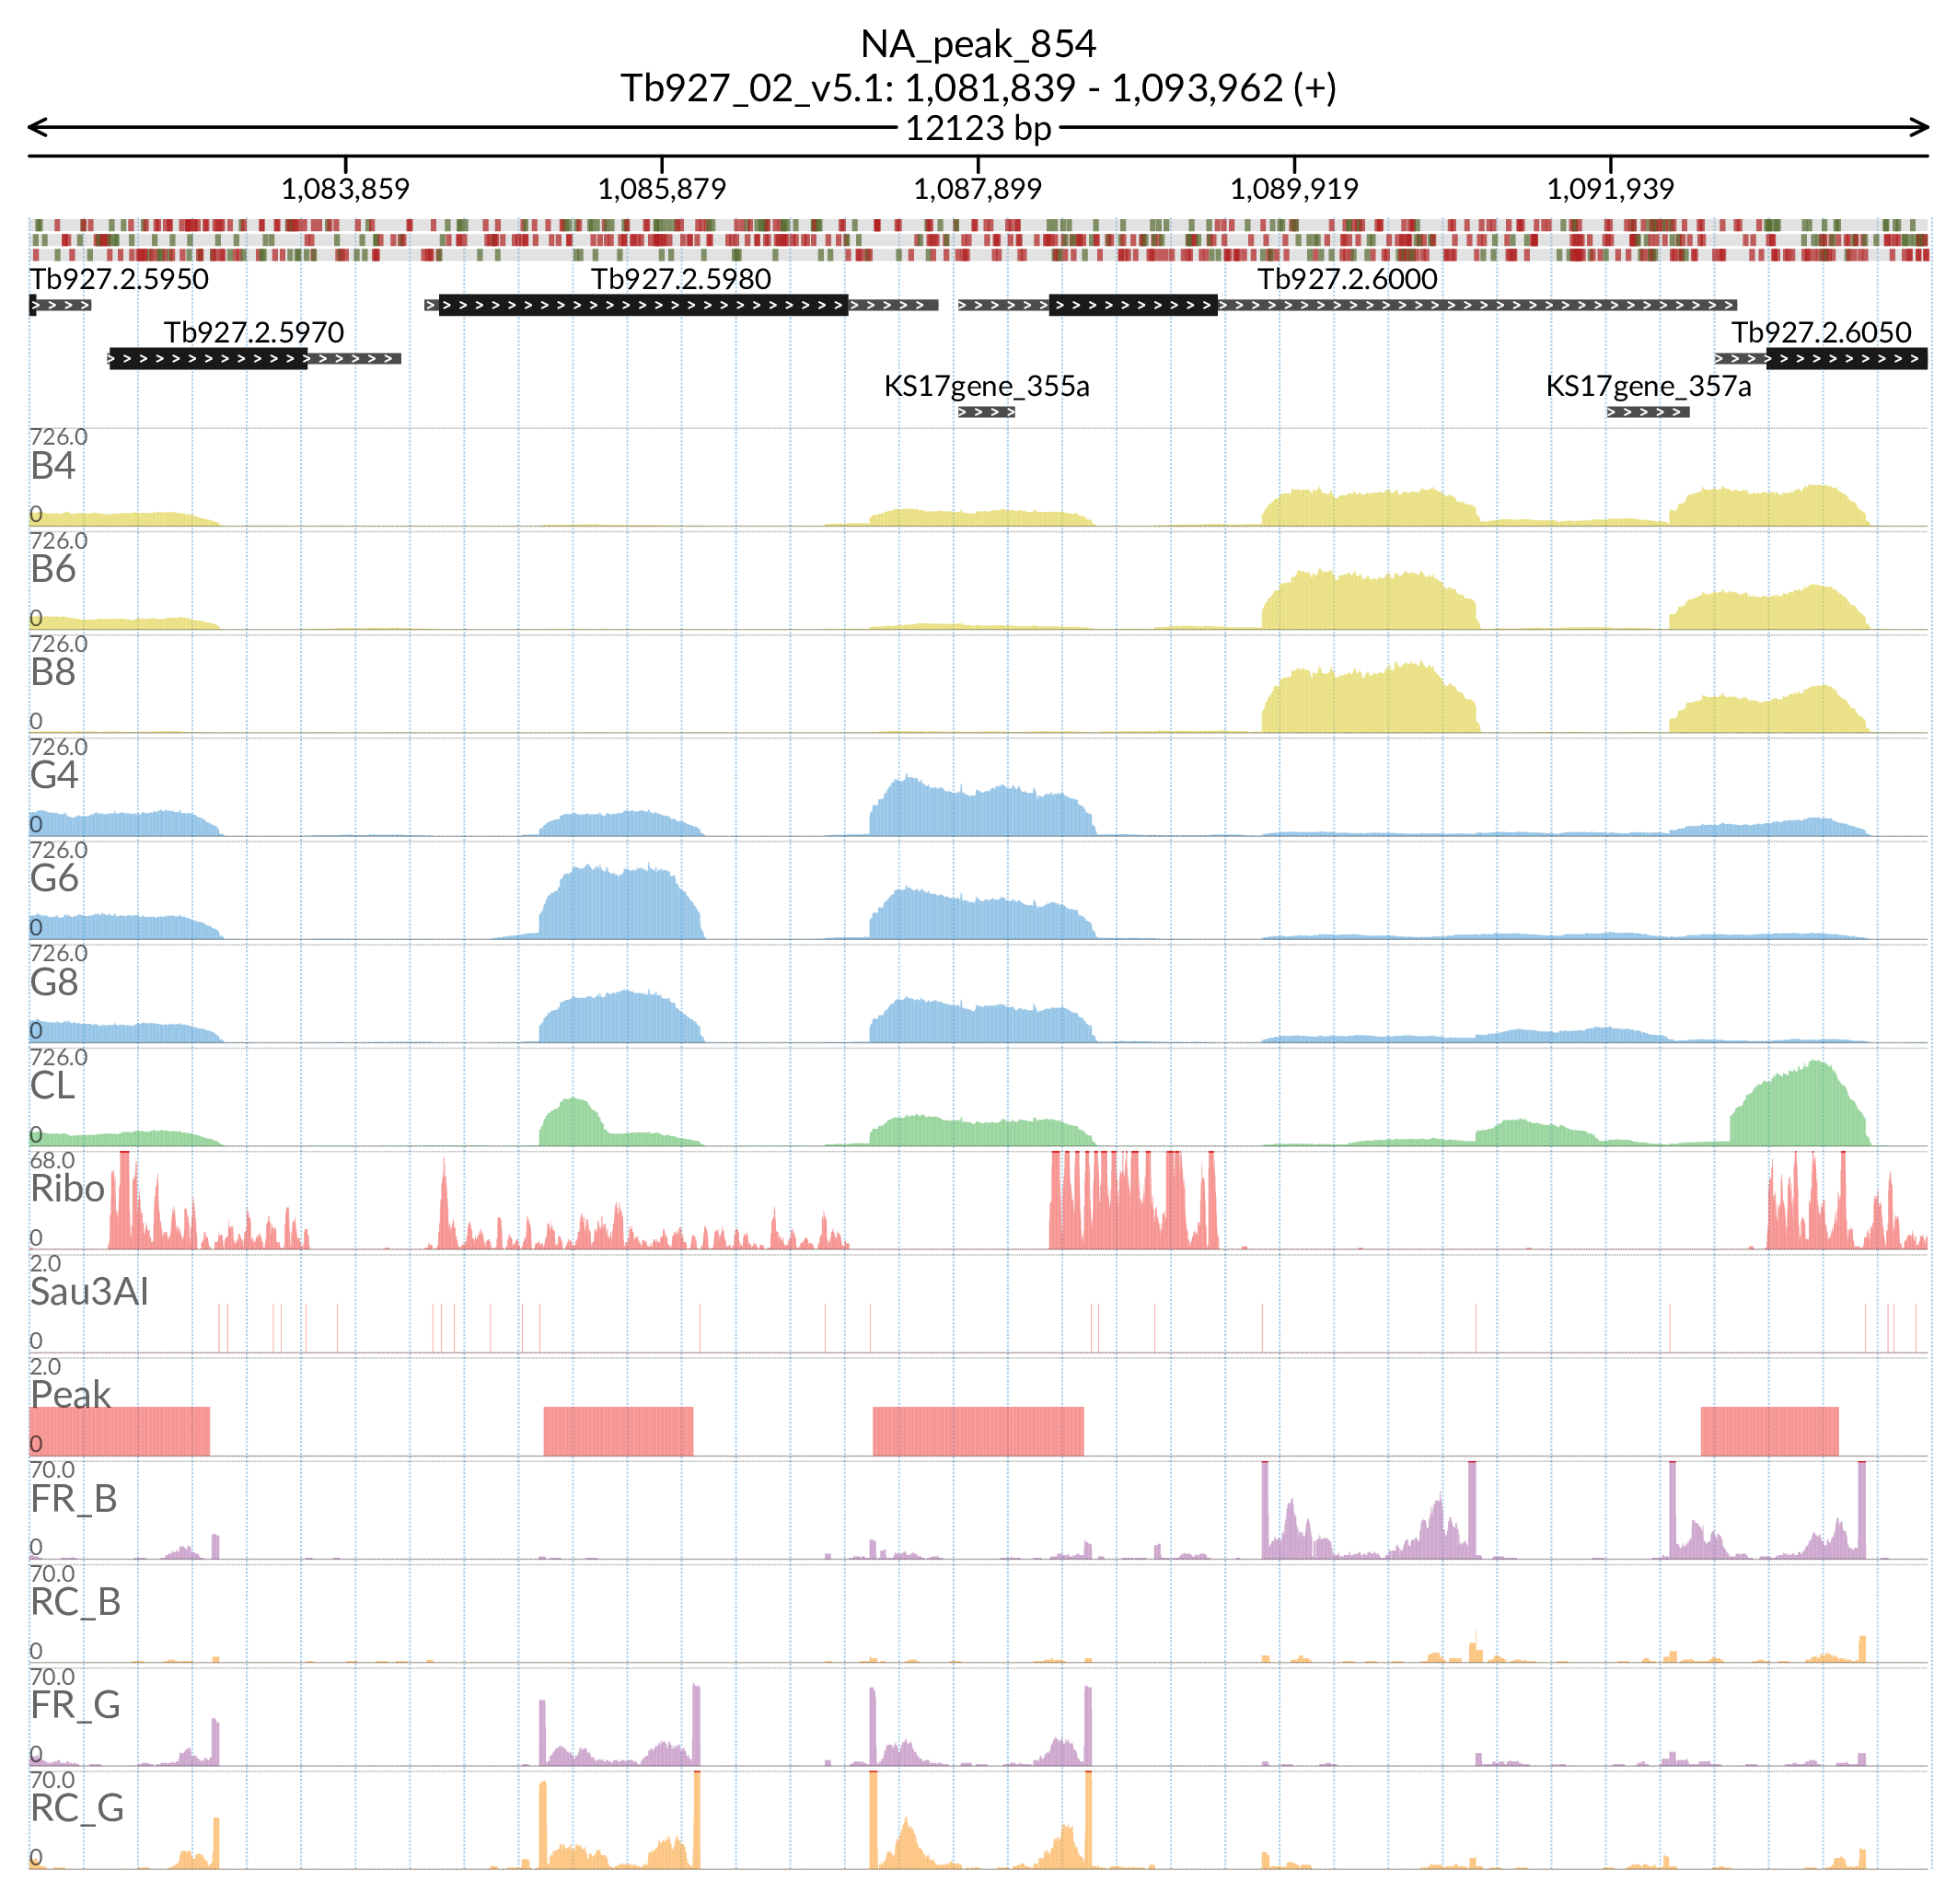 NA_peak_854
Tb927_02_v5.1: 1,081,839 - 1,093,962 (+)
12123 bp
1,083,859 1,085,879 1,087,899 1,089,919 1,091,939
Tb927.2.5950 Tb927.2.5980 Tb927.2.6000
Tb927.2.5970 Tb927.2.6050
KS17gene_355a KS17gene_357a
726.0
B4
0
726.0
B6
0
726.0
B8
0
726.0
G4
0
726.0
G6
0
726.0
G8
0
726.0
CL
0
68.0
Ribo
0
2.0
Sau3AI
0
2.0
Peak
0
70.0
FR_B
0
70.0
RC_B
0
70.0
FR_G
0
70.0
RC_G
0